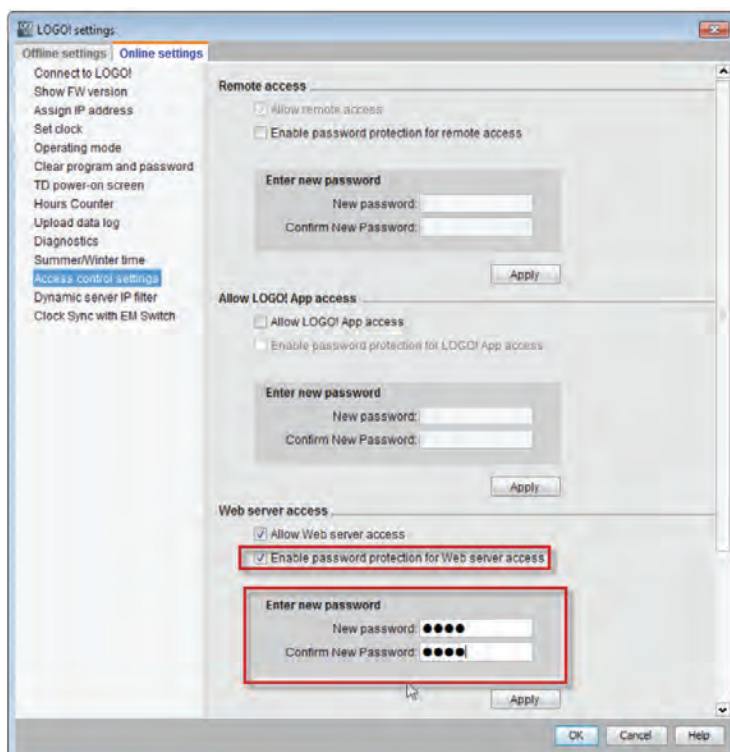 LOGO! settings
Offline settings
Online settings
Connect to LOGO!
Show FW version
Assign IP address
Set clock
Operating mode
Clear program and password
TD power-on screen
Hours Counter
Upload data log
Diagnostics
Summer/Winter time
Access control settings
Dynamic server IP filter
Clock Sync with EM Switch
Remote access
Allow remote access
Enable password protection for remote access
Enter new password
New password:
Confirm New Password:
Apply
Allow LOGO! App access
Allow LOGO! App access
Enable password protection for LOGO! App access
Enter new password
New password:
Confirm New Password:
Apply
Web server access
Allow Web server access
Enable password protection for Web server access
Enter new password
New password: ●●●●
Confirm New Password: ●●●●
Apply
OK
Cancel
Help